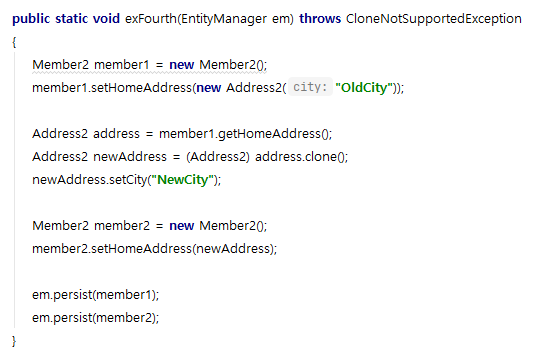 public static void exFourth(EntityManager em) throws CloneNotSupportedException
{
Member2 member1 = new Member2();
member1.setHomeAddress(new Address2( city: "OldCity"));
Address2 address = member1.getHomeAddress();
Address2 newAddress = (Address2) address.clone();
newAddress.setCity("NewCity");
Member2 member2 = new Member2();
member2.setHomeAddress(newAddress);
em.persist(member1);
em.persist(member2);
}